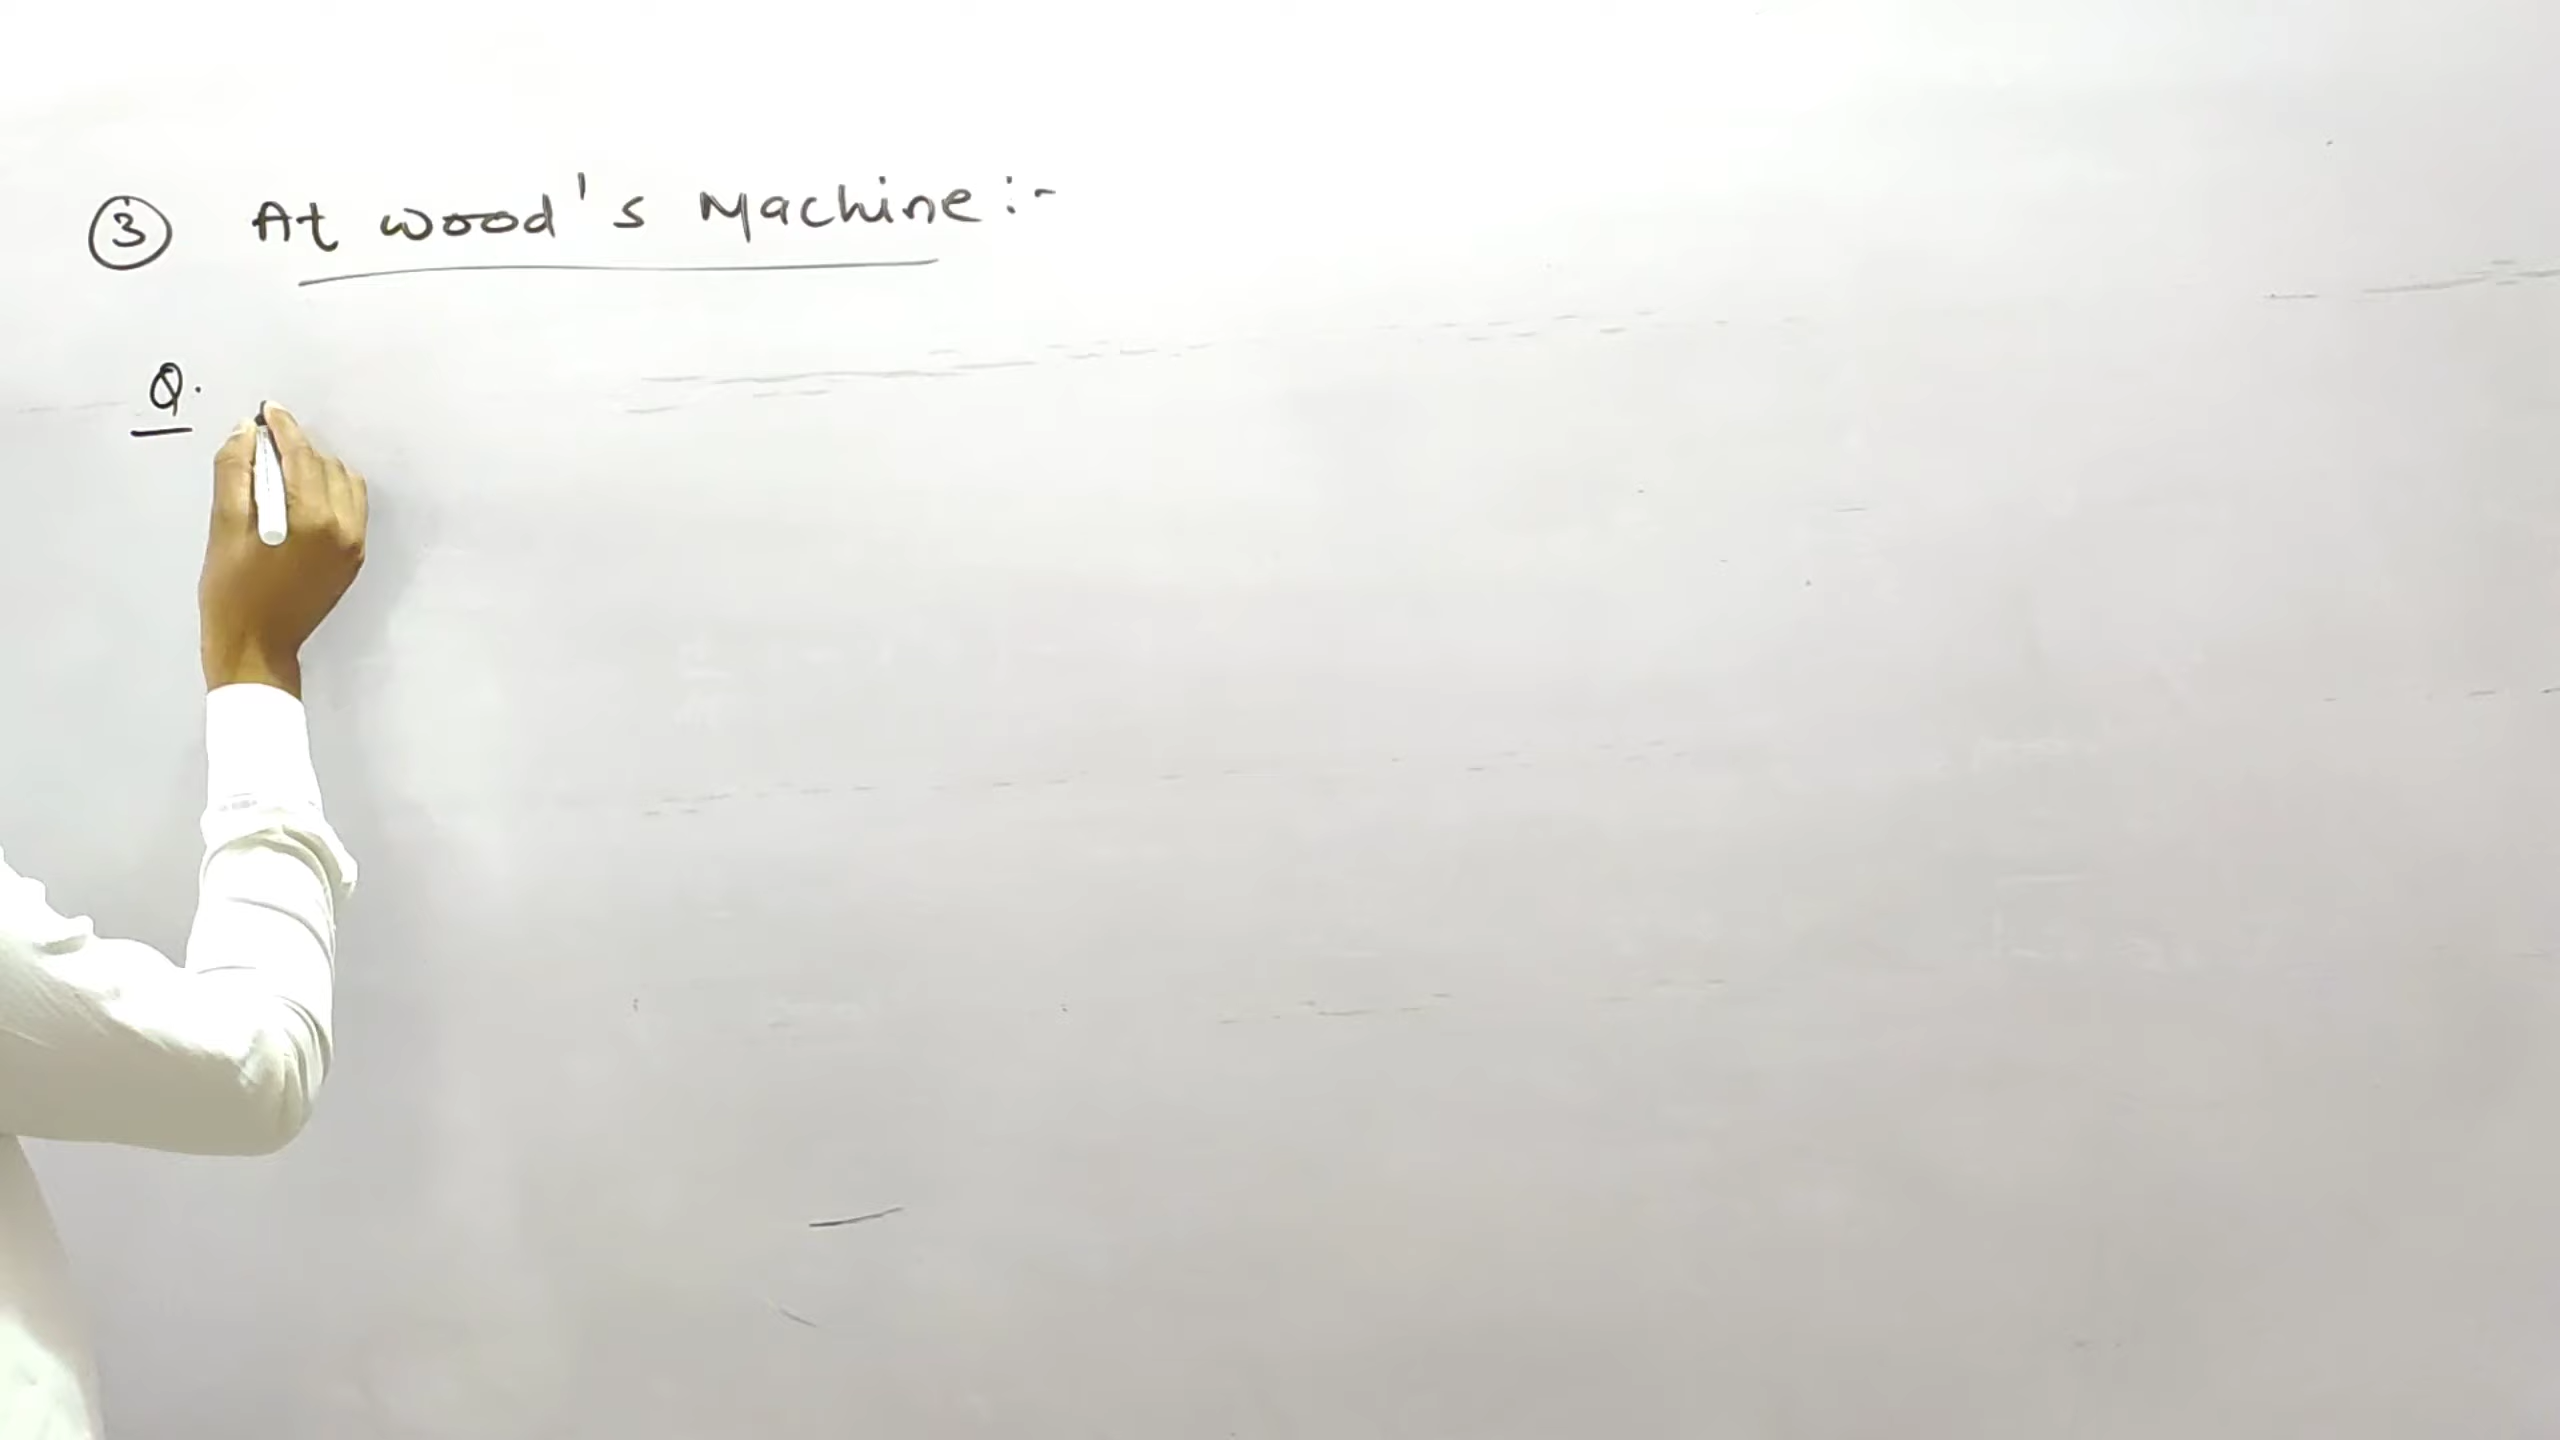 ③ At wood's Machine :-
Q.